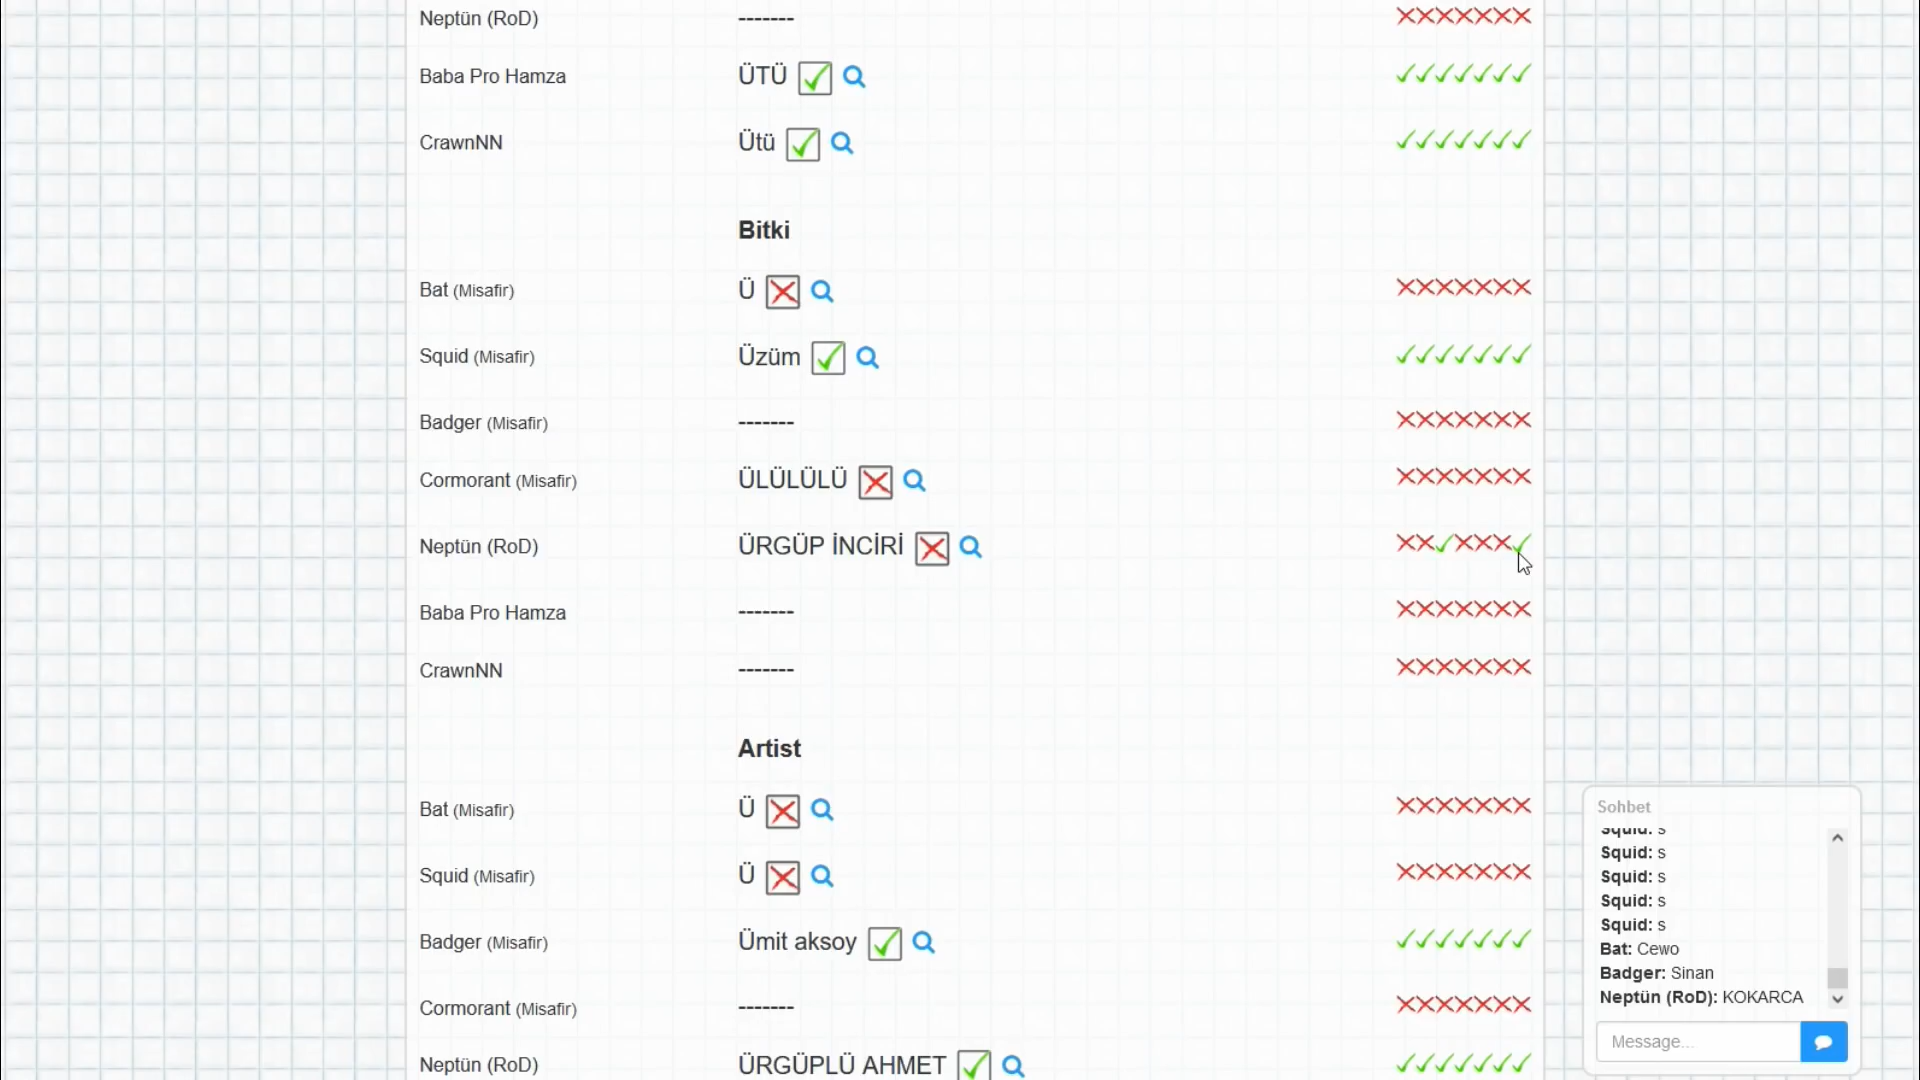 Neptün (RoD) -------
Baba Pro Hamza ÜTÜ
CrawnNN Ütü
Bitki
Bat (Misafir) Ü
Squid (Misafir) Üzüm
Badger (Misafir) -------
Cormorant (Misafir) ÜLÜLÜLÜ
Neptün (RoD) ÜRGÜP İNCİRİ
Baba Pro Hamza -------
CrawnNN -------
Artist
Bat (Misafir) Ü
Squid (Misafir) Ü
Badger (Misafir) Ümit aksoy
Cormorant (Misafir) -------
Neptün (RoD) ÜRGÜPLÜ AHMET
Sohbet
Squid: s
Squid: s
Squid: s
Squid: s
Squid: s
Bat: Cewo
Badger: Sinan
Neptün (RoD): KOKARCA
Message...